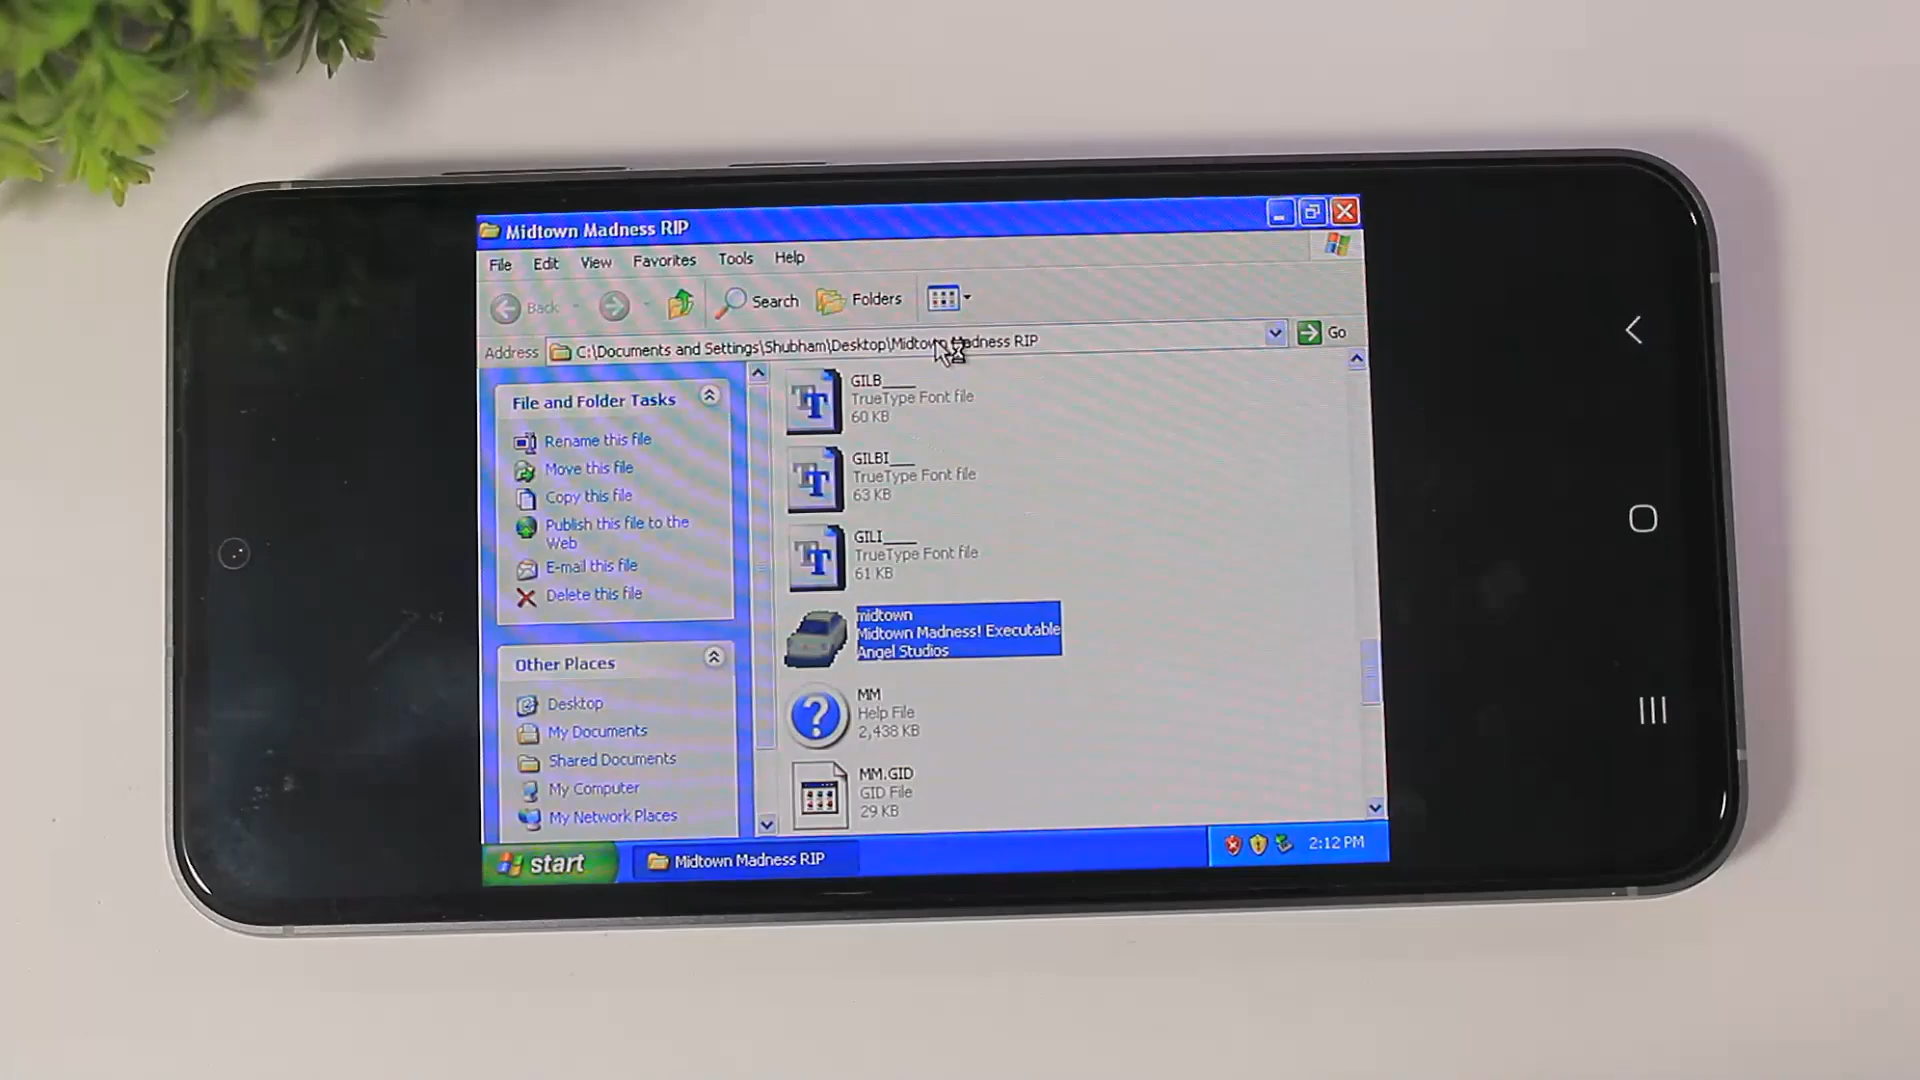 Midtown Madness RIP
File Edit View Favorites Tools Help
Back Search Folders
Address C:\Documents and Settings\Shubham\Desktop\Midtown Madness RIP Go
File and Folder Tasks
Rename this file
Move this file
Copy this file
Publish this file to the
Web
E-mail this file
Delete this file
Other Places
Desktop
My Documents
Shared Documents
My Computer
My Network Places
GILB____
TrueType Font file
60 KB
GILBI___
TrueType Font file
63 KB
GILI____
TrueType Font file
61 KB
midtown
Midtown Madness! Executable
Angel Studios
MM
Help File
2,438 KB
MM.GID
GID File
29 KB
start Midtown Madness RIP 2:12 PM